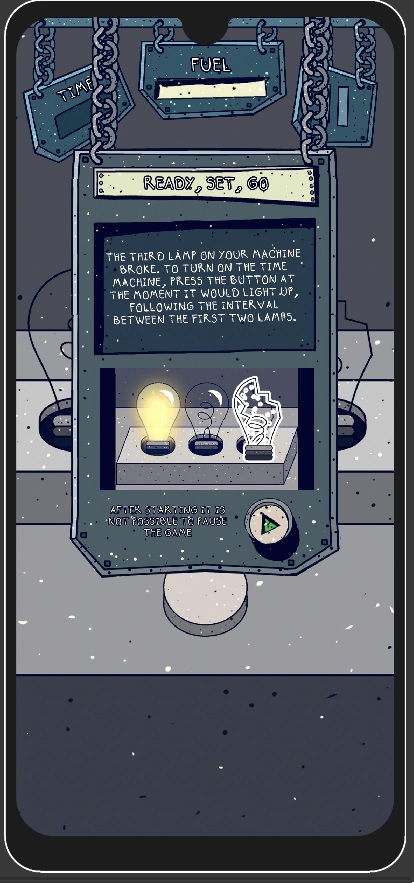 TIME
FUEL
READY, SET, GO
THE THIRD LAMP ON YOUR MACHINE
BROKE. TO TURN ON THE TIME
MACHINE, PRESS THE BUTTON AT
THE MOMENT IT WOULD LIGHT UP,
FOLLOWING THE INTERVAL
BETWEEN THE FIRST TWO LAMPS.
AFTER STARTING IT IS
NOT POSSIBLE TO PAUSE
THE GAME